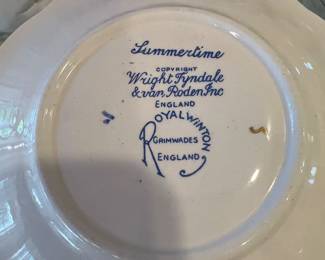 Summertime
COPYRIGHT
Wright Tyndale
& van Roden Inc
ENGLAND
ROYAL WINTON
GRIMWADES
ENGLAND